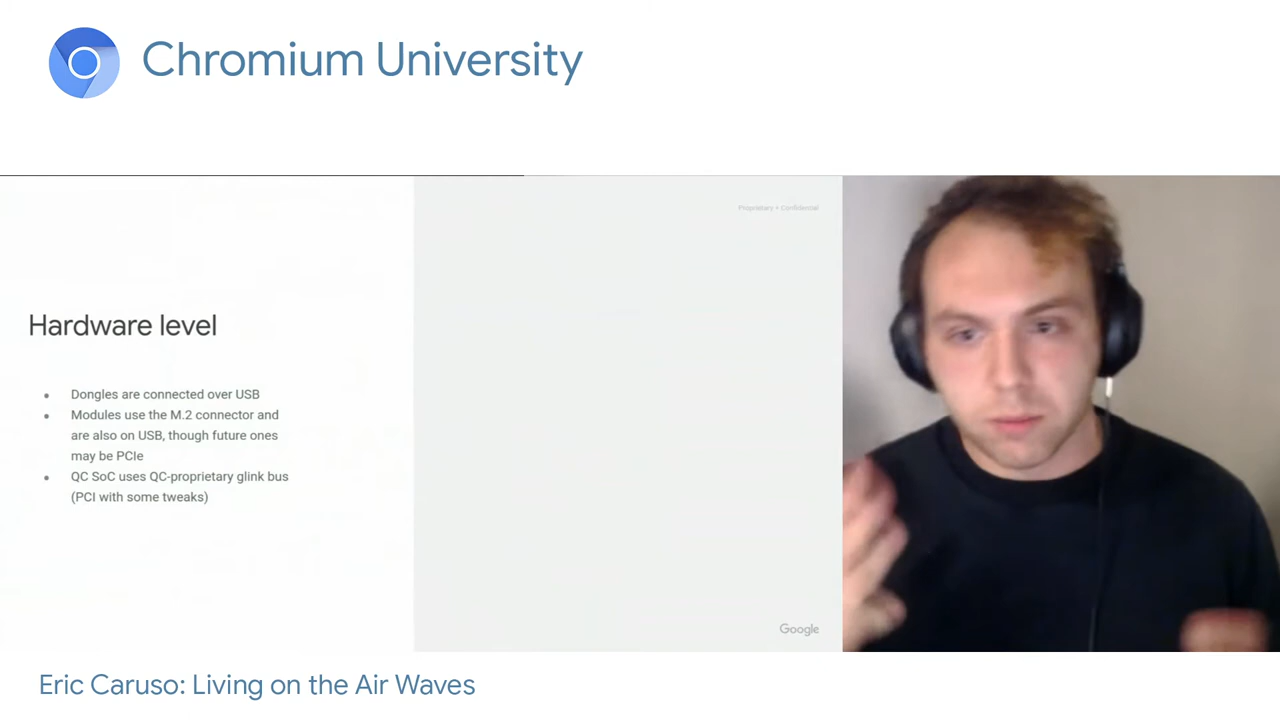 Chromium University
Proprietary + Confidential
Hardware level
• Dongles are connected over USB
• Modules use the M.2 connector and
are also on USB, though future ones
may be PCIe
• QC SoC uses QC-proprietary glink bus
(PCI with some tweaks)
Google
Eric Caruso: Living on the Air Waves